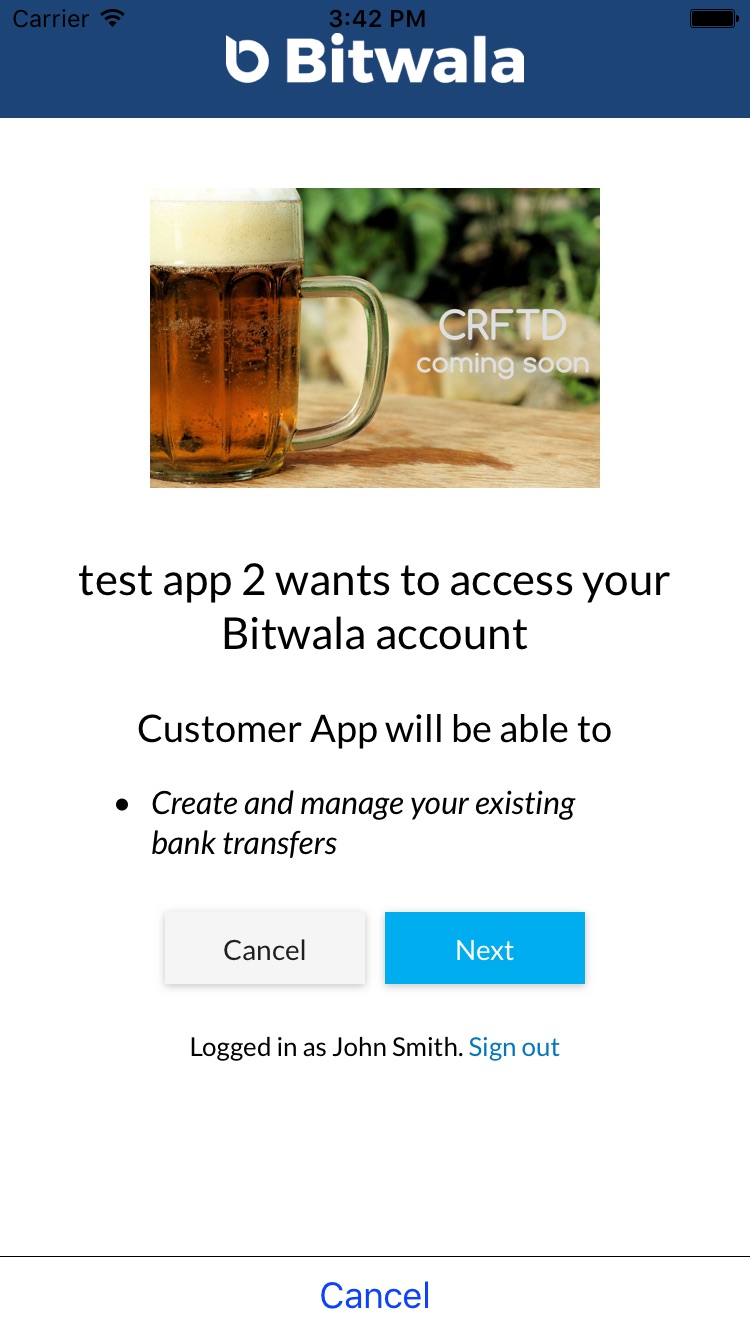 Carrier 3:42 PM
Bitwala
CRFTD
coming soon
test app 2 wants to access your
Bitwala account
Customer App will be able to
• Create and manage your existing
bank transfers
Cancel Next
Logged in as John Smith. Sign out
Cancel